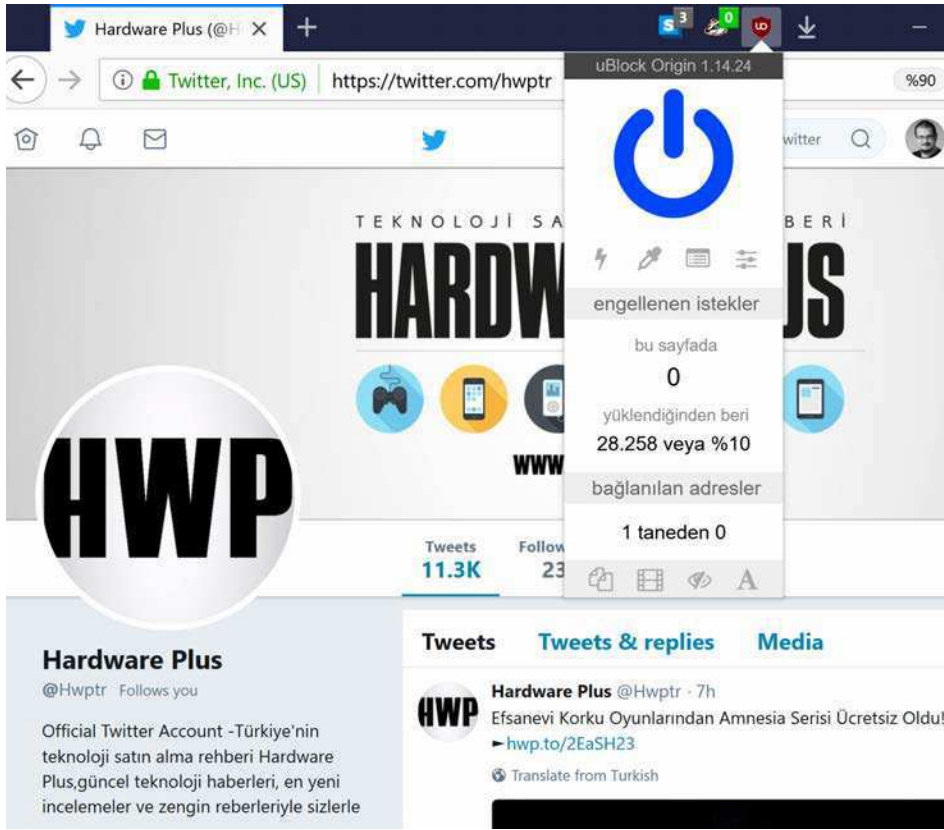 Hardware Plus (@H
3
0
Twitter, Inc. (US)
https://twitter.com/hwptr
%90
uBlock Origin 1.14.24
witter
TEKNOLOJİ SA
BERİ
HARDW
US
engellenen istekler
bu sayfada
0
yüklendiğinden beri
28.258 veya %10
bağlanılan adresler
1 taneden 0
WWW
HWP
Tweets
11.3K
Follow
23
Tweets
Tweets & replies
Media
Hardware Plus
@Hwptr Follows you
Official Twitter Account -Türkiye'nin
teknoloji satın alma rehberi Hardware
Plus,güncel teknoloji haberleri, en yeni
incelemeler ve zengin reberleriyle sizlerle
HWP
Hardware Plus @Hwptr · 7h
Efsanevi Korku Oyunlarından Amnesia Serisi Ücretsiz Oldu!
►hwp.to/2EaSH23
Translate from Turkish